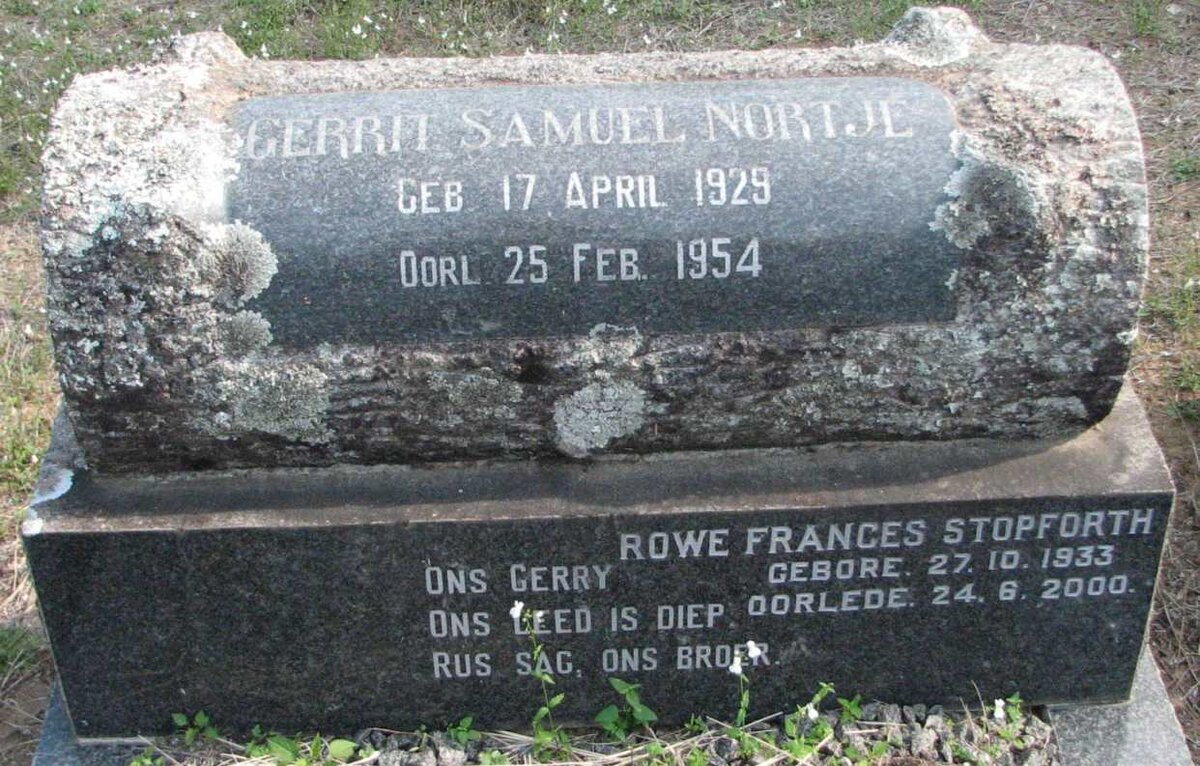 GERRIT SAMUEL NORTJE
GEB 17 APRIL 1929
OORL 25 FEB. 1954
ROWE FRANCES STOPFORTH
GEBORE. 27. 10. 1933
OORLEDE. 24. 6. 2000.
ONS GERRY
ONS LEED IS DIEP.
RUS SAG, ONS BROER.